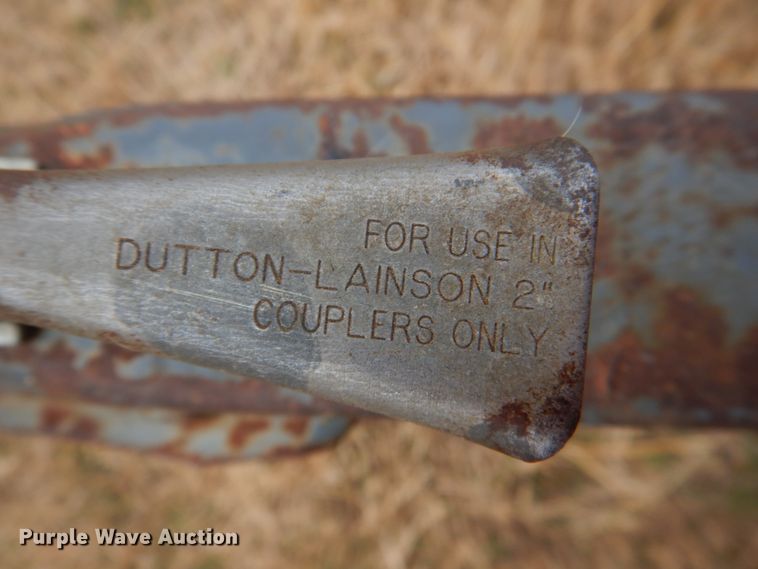 FOR USE IN
DUTTON-LAINSON 2"
COUPLERS ONLY
Purple Wave Auction